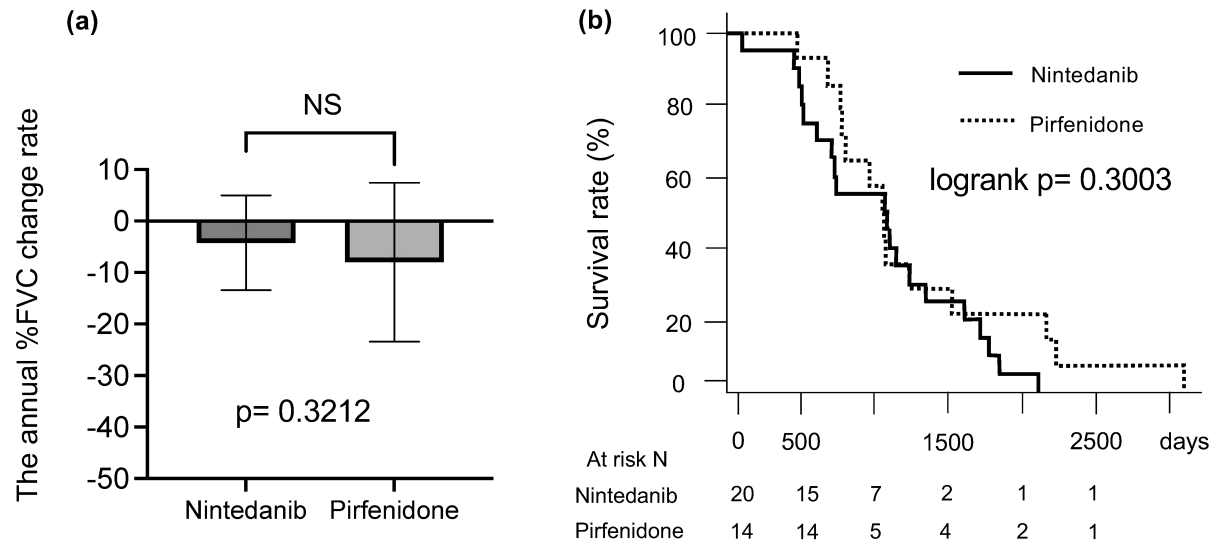 (a)
The annual %FVC change rate
NS
10
0
-10
-20
-30
-40
-50
p= 0.3212
Nintedanib Pirfenidone
(b)
Survival rate (%)
100
80
60
40
20
0
Nintedanib
Pirfenidone
logrank p= 0.3003
0 500 1500 2500 days
At risk N
Nintedanib 20 15 7 2 1 1
Pirfenidone 14 14 5 4 2 1